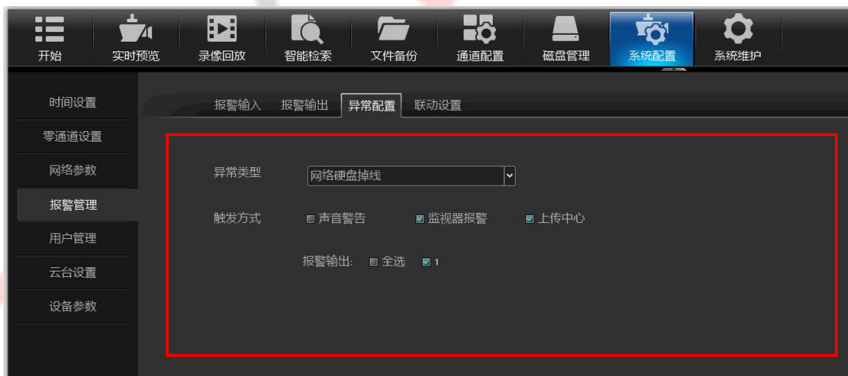 开始 实时预览 录像回放 智能检索 文件备份 通道配置 磁盘管理 系统配置 系统维护
时间设置
零通道设置
网络参数
报警管理
用户管理
云台设置
设备参数
报警输入 报警输出 异常配置 联动设置
异常类型 网络硬盘掉线
触发方式 声音警告 监视器报警 上传中心
报警输出: 全选 1